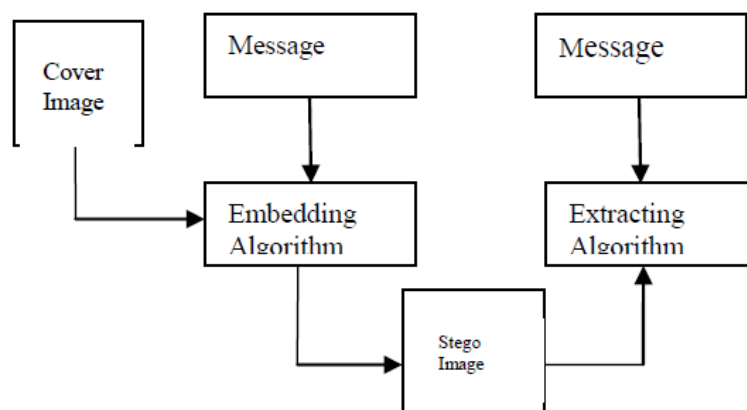 Cover
Image
Message
Message
Embedding
Algorithm
Extracting
Algorithm
Stego
Image